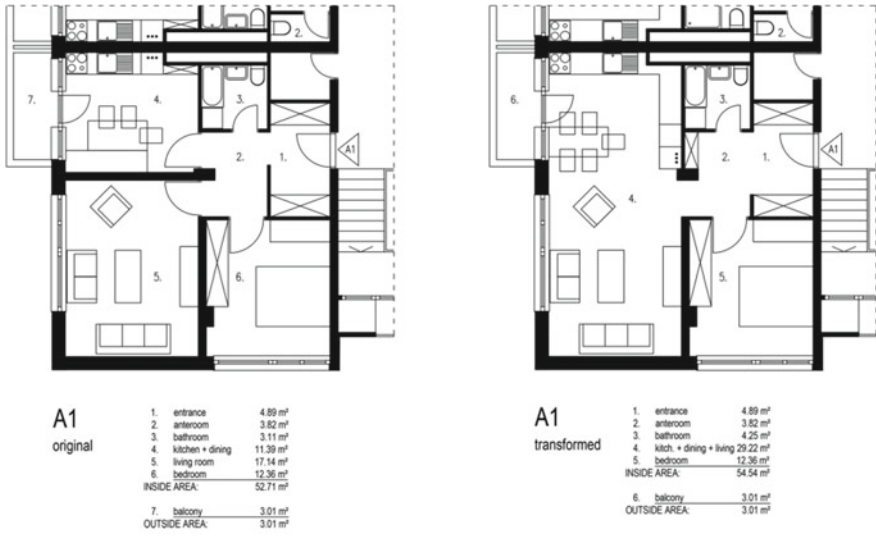 2.
7.
4.
3.
2.
1.
A1
5.
6.
A1
original
1. entrance 4.89 m²
2. anteroom 3.82 m²
3. bathroom 3.11 m²
4. kitchen + dining 11.39 m²
5. living room 17.14 m²
6. bedroom 12.36 m²
INSIDE AREA: 52.71 m²
7. balcony 3.01 m²
OUTSIDE AREA: 3.01 m²
2.
6.
3.
2.
1.
A1
4.
5.
A1
transformed
1. entrance 4.89 m²
2. anteroom 3.82 m²
3. bathroom 4.25 m²
4. kitch. + dining + living 29.22 m²
5. bedroom 12.36 m²
INSIDE AREA: 54.54 m²
6. balcony 3.01 m²
OUTSIDE AREA: 3.01 m²